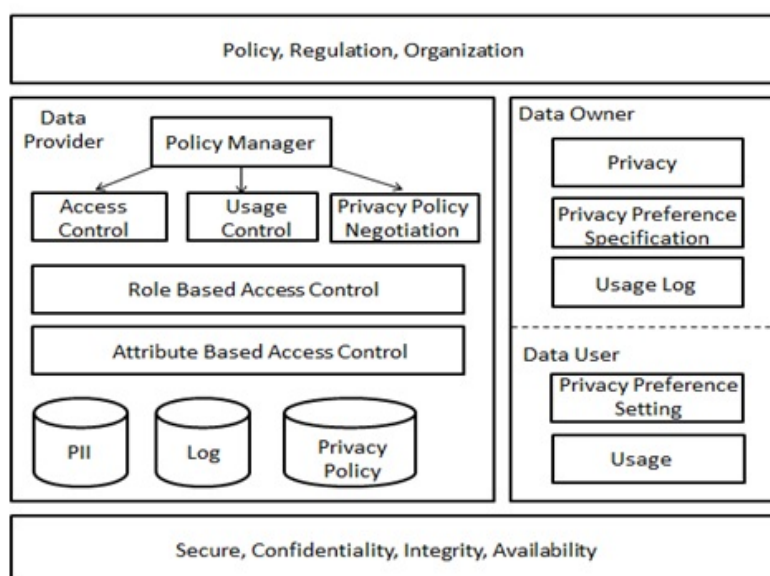 Policy, Regulation, Organization
Data
Provider
Policy Manager
Access
Control
Usage
Control
Privacy Policy
Negotiation
Role Based Access Control
Attribute Based Access Control
PII
Log
Privacy
Policy
Data Owner
Privacy
Privacy Preference
Specification
Usage Log
Data User
Privacy Preference
Setting
Usage
Secure, Confidentiality, Integrity, Availability